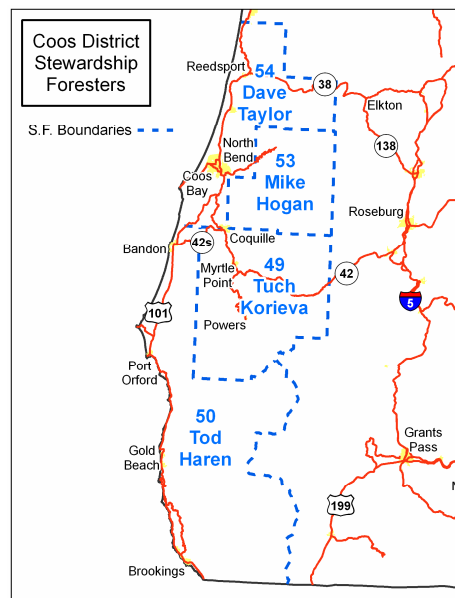 Coos District
Stewardship
Foresters
S.F. Boundaries
Reedsport
54
Dave
Taylor
38
Elkton
138
North
Bend
53
Mike
Hogan
Coos
Bay
Roseburg
Bandon
42s
Coquille
49
Tuch
Korieva
Myrtle
Point
42
5
101
Powers
Port
Orford
50
Tod
Haren
Grants
Pass
Gold
Beach
199
Brookings